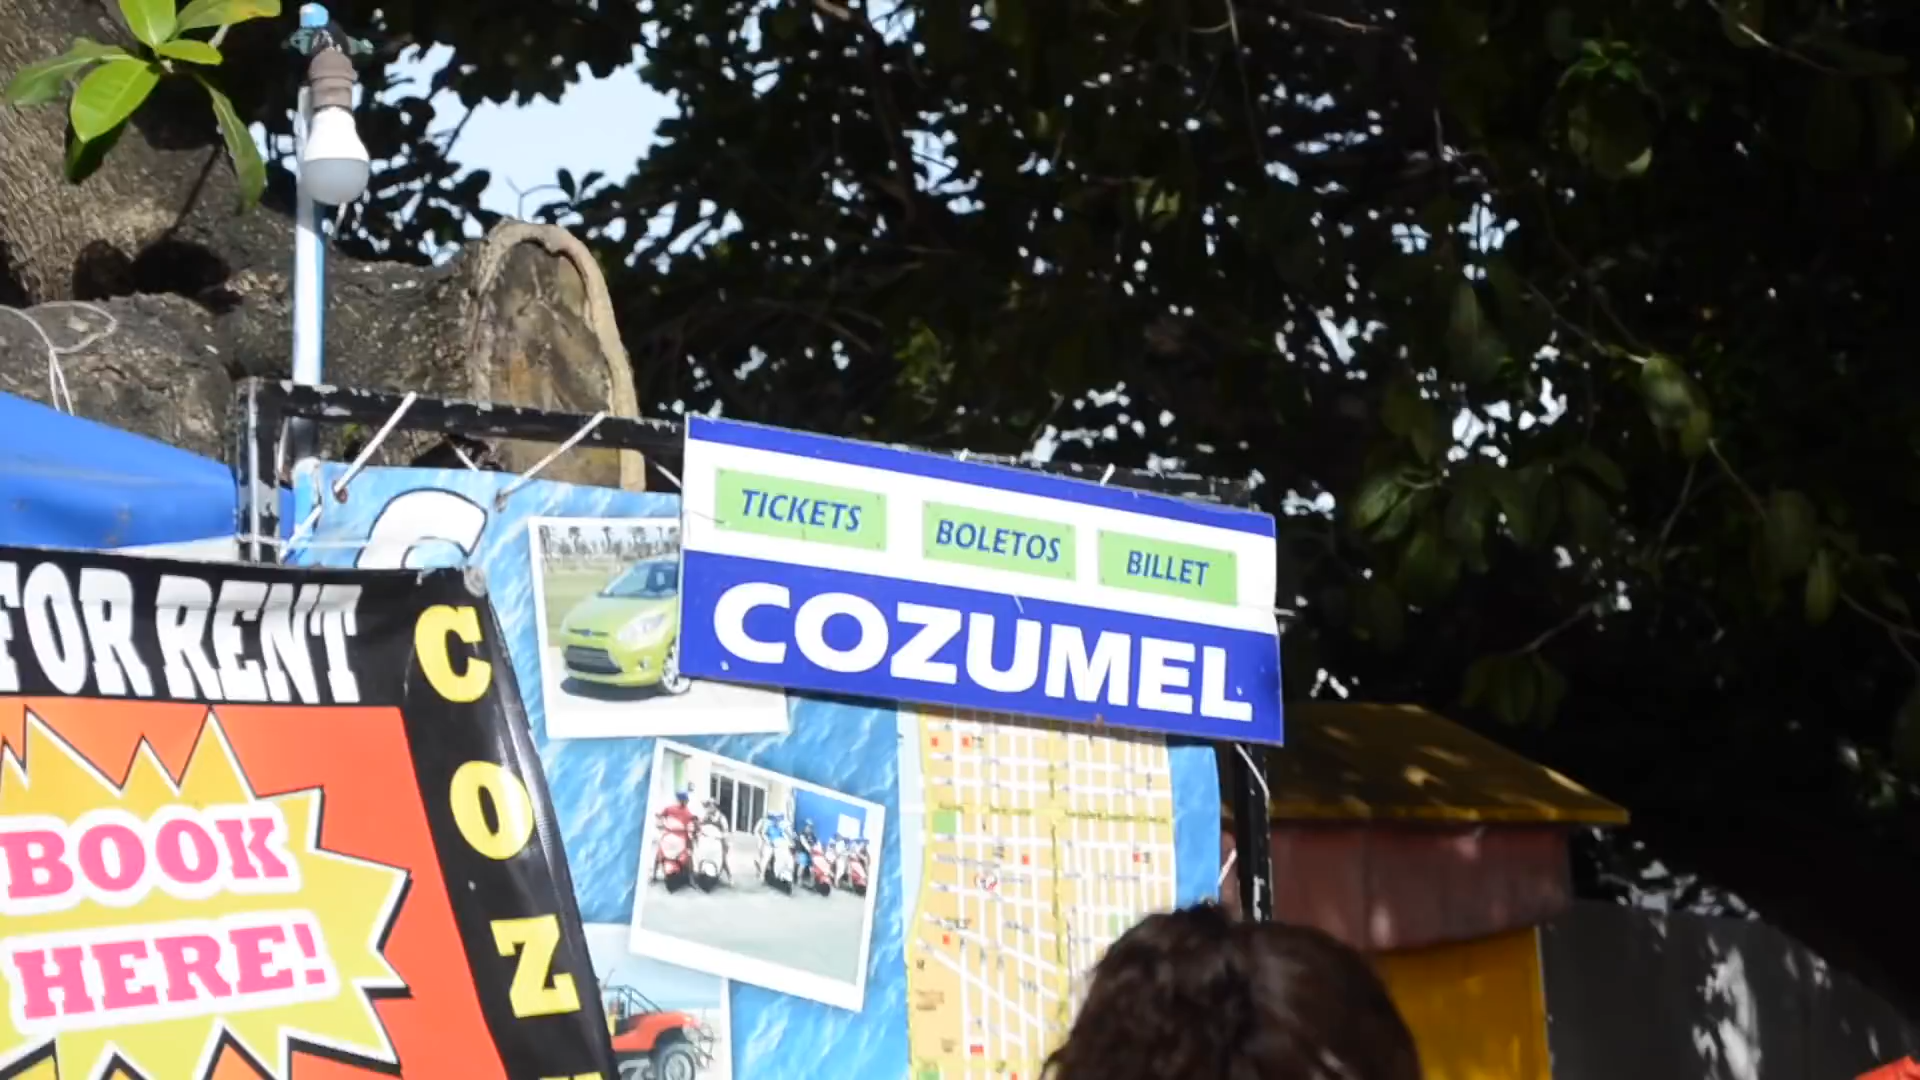 TICKETS
BOLETOS
BILLET
COZUMEL
FOR RENT
BOOK
HERE!
C
O
Z